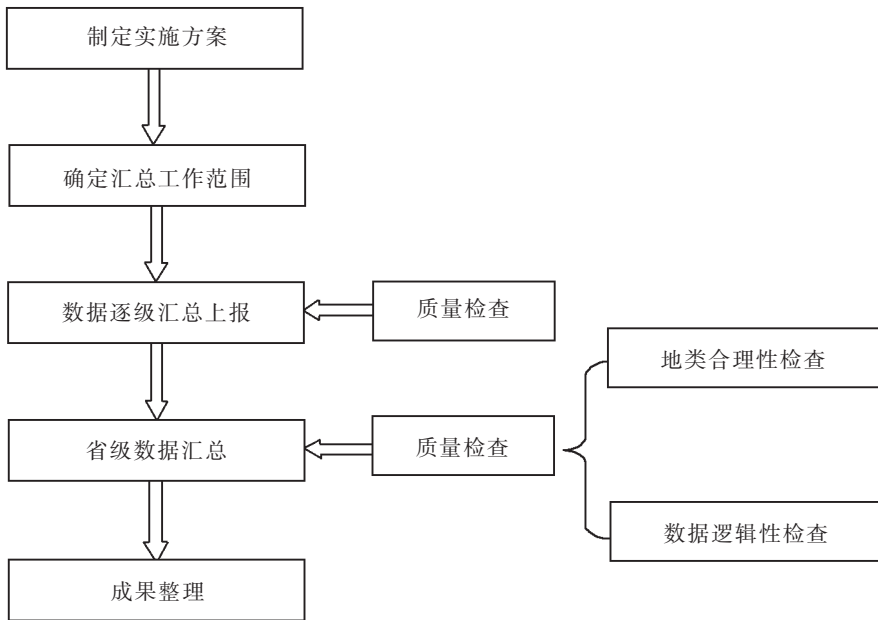 制定实施方案
确定汇总工作范围
数据逐级汇总上报
质量检查
地类合理性检查
省级数据汇总
质量检查
数据逻辑性检查
成果整理